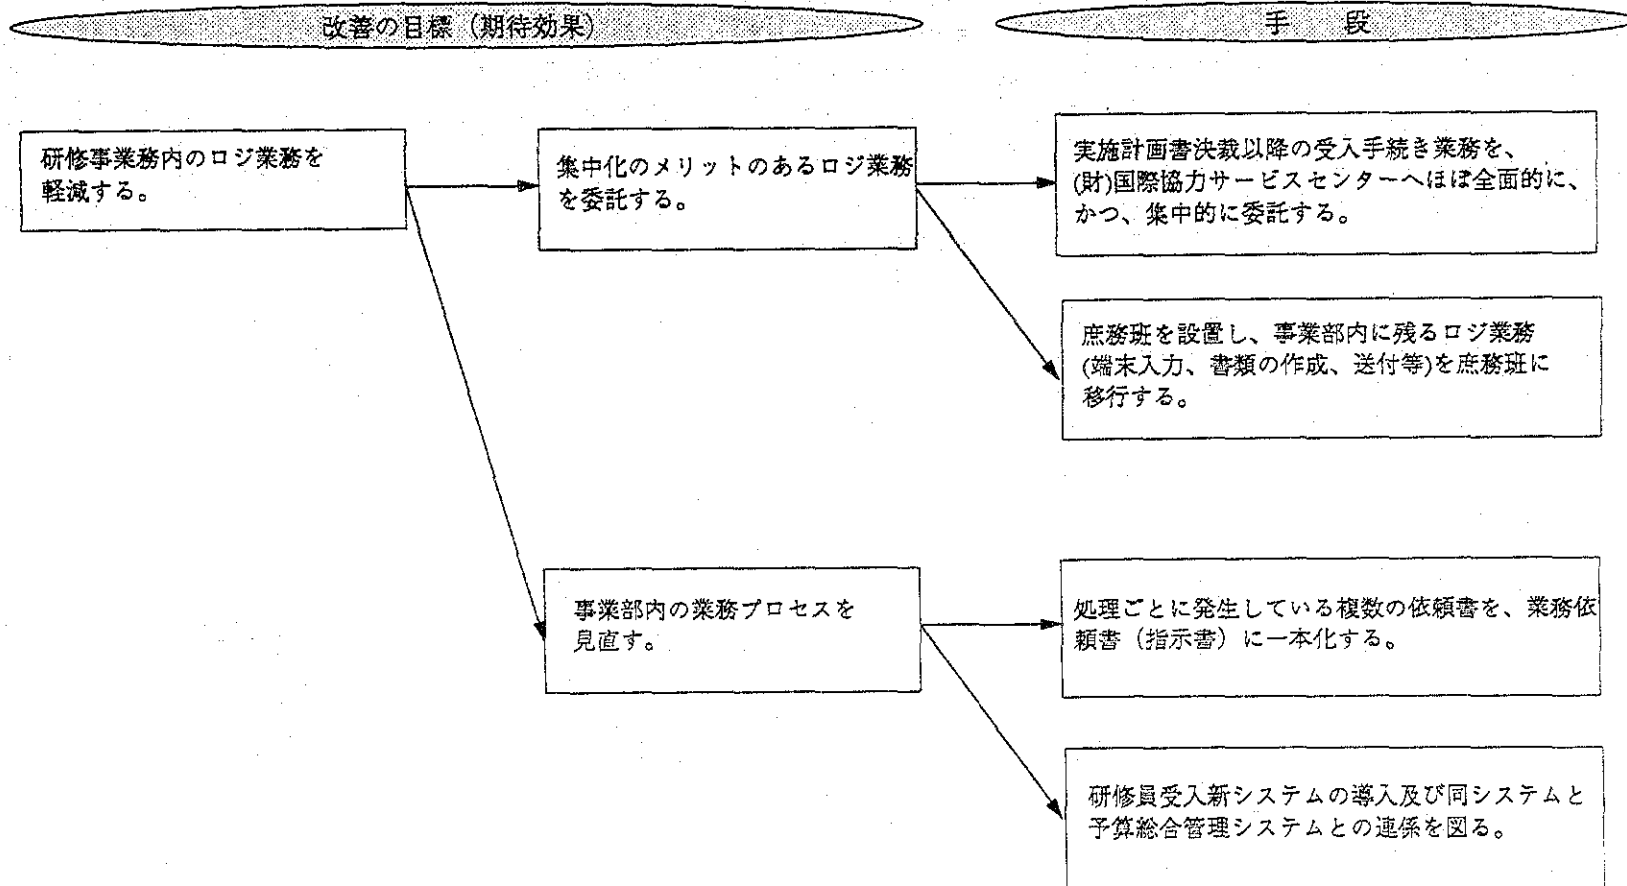 改善の目標（期待効果）
手　段
研修事業務内のロジ業務を
軽減する。
集中化のメリットのあるロジ業務
を委託する。
実施計画書決裁以降の受入手続き業務を、
(財)国際協力サービスセンターへほぼ全面的に、
かつ、集中的に委託する。
庶務班を設置し、事業部内に残るロジ業務
(端末入力、書類の作成、送付等)を庶務班に
移行する。
事業部内の業務プロセスを
見直す。
処理ごとに発生している複数の依頼書を、業務依
頼書（指示書）に一本化する。
研修員受入新システムの導入及び同システムと
予算総合管理システムとの連係を図る。